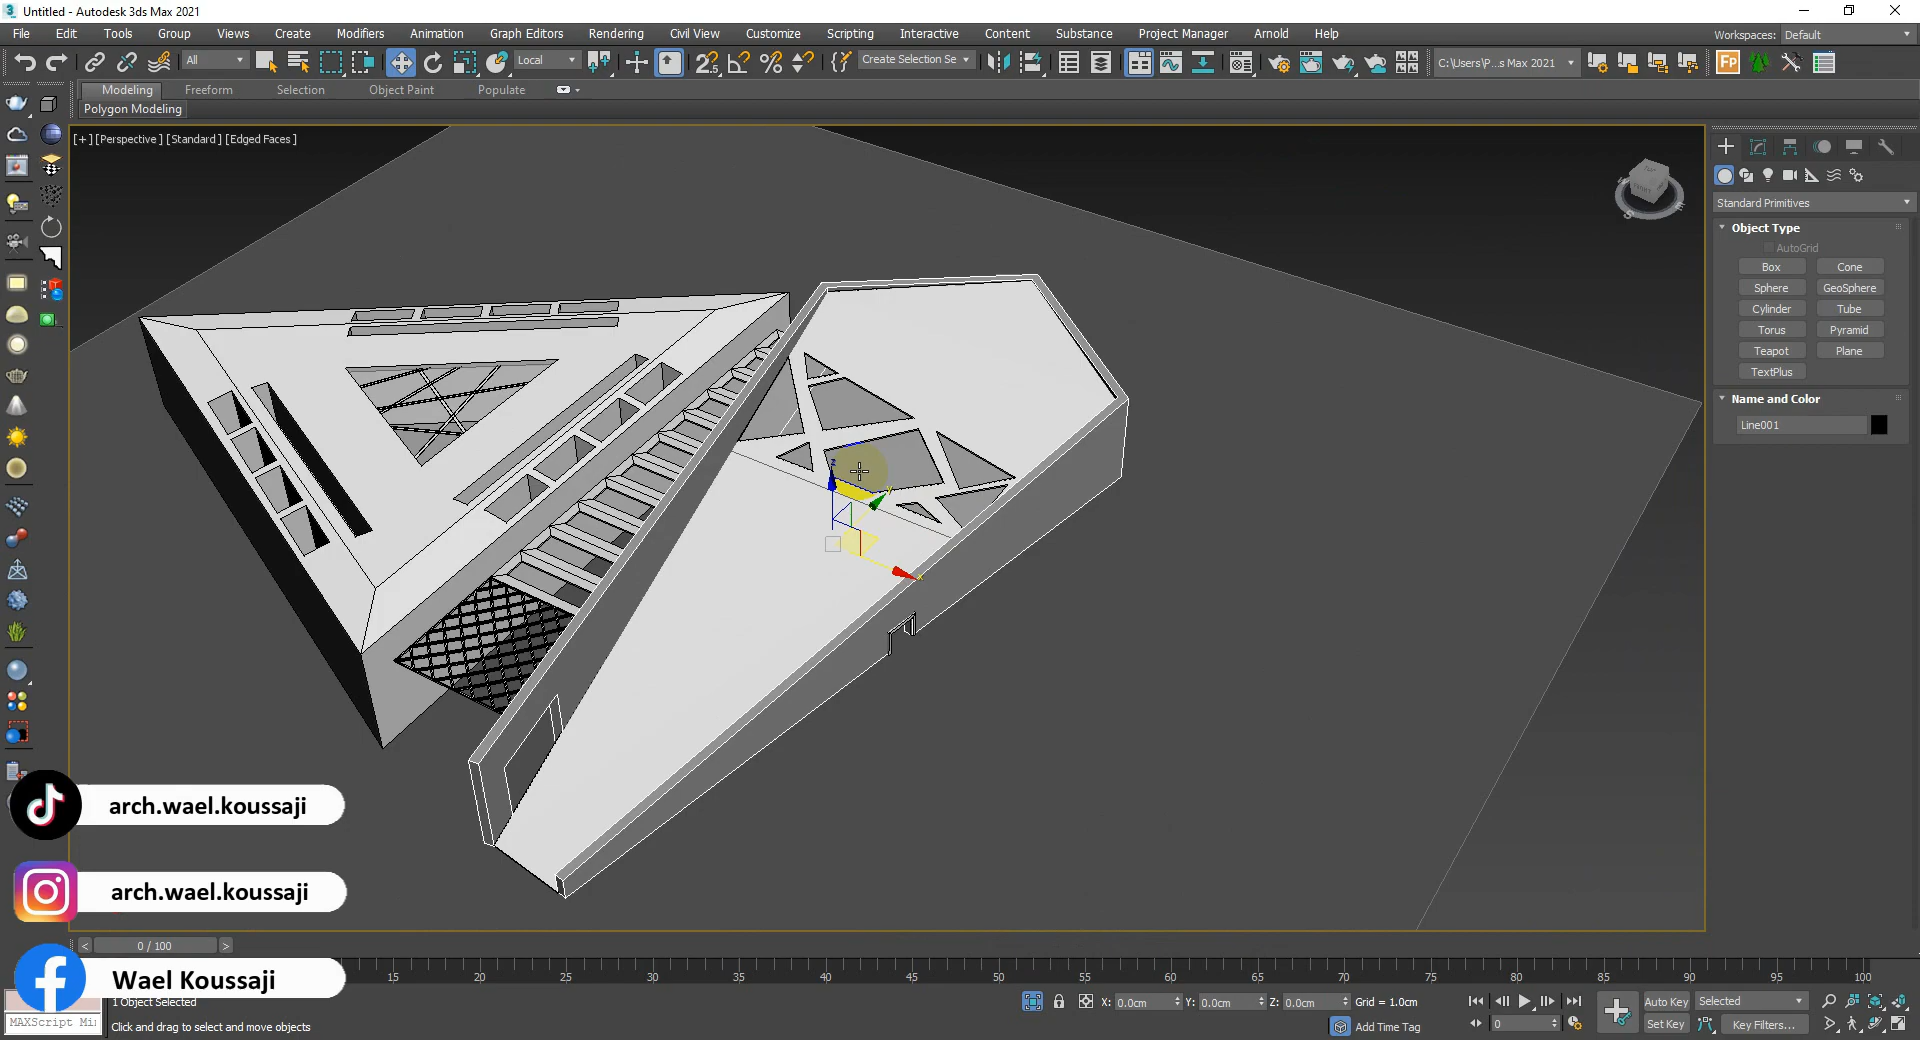 Untitled - Autodesk 3ds Max 2021
File Edit Tools Group Views Create Modifiers Animation Graph Editors Rendering Civil View Customize Scripting Interactive Content Substance Project Manager Arnold Help
Workspaces: Default
All Local Create Selection Se C:\Users\P...s Max 2021
Modeling Freeform Selection Object Paint Populate
Polygon Modeling
[+] [Perspective] [Standard] [Edged Faces]
Standard Primitives
Object Type
AutoGrid
Box Cone
Sphere GeoSphere
Cylinder Tube
Torus Pyramid
Teapot Plane
TextPlus
Name and Color
Line001
z
y
x
arch.wael.koussaji
arch.wael.koussaji
Wael Koussaji
< 0 / 100 >
15 20 25 30 35 40 45 50 55 60 65 70 75 80 85 90 95 100
1 Object Selected
X: 0.0cm Y: 0.0cm Z: 0.0cm Grid = 1.0cm
Auto Key Selected
MAXScript Mi
Click and drag to select and move objects
Add Time Tag
0
Set Key Key Filters...